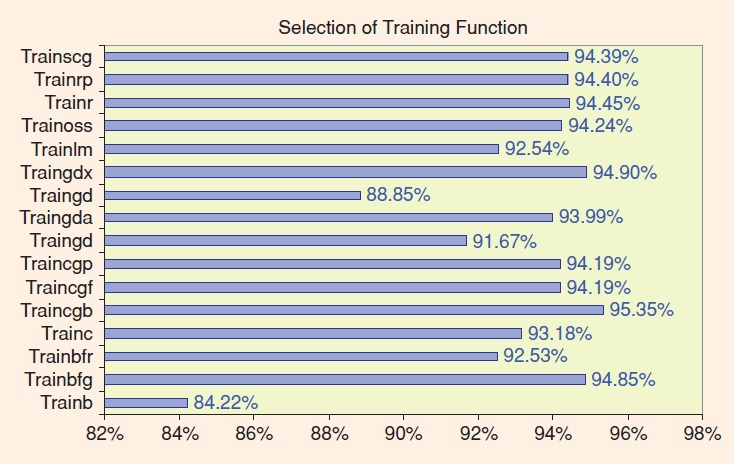 Selection of Training Function
Trainscg 94.39%
Trainrp 94.40%
Trainr 94.45%
Trainoss 94.24%
Trainlm 92.54%
Traingdx 94.90%
Traingd 88.85%
Traingda 93.99%
Traingd 91.67%
Traincgp 94.19%
Traincgf 94.19%
Traincgb 95.35%
Trainc 93.18%
Trainbfr 92.53%
Trainbfg 94.85%
Trainb 84.22%
82% 84% 86% 88% 90% 92% 94% 96% 98%